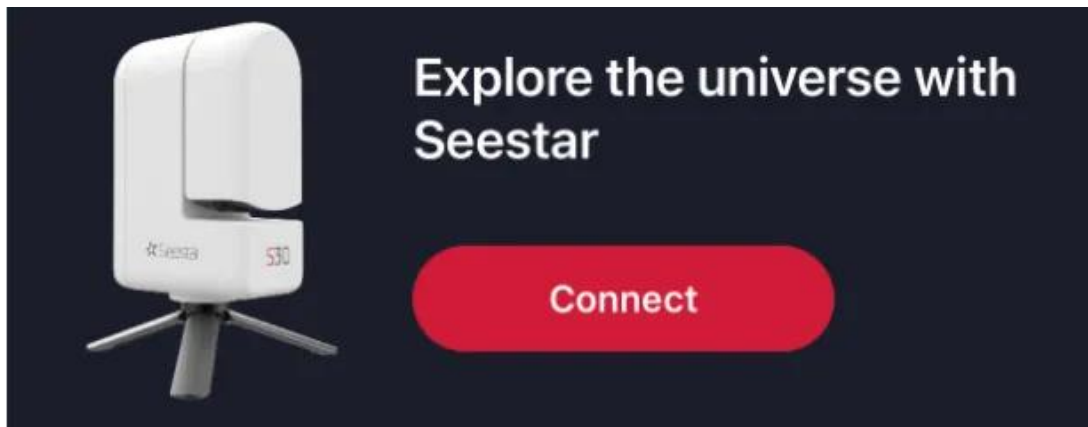 Explore the universe with
Seestar
Connect
Seestar
S30